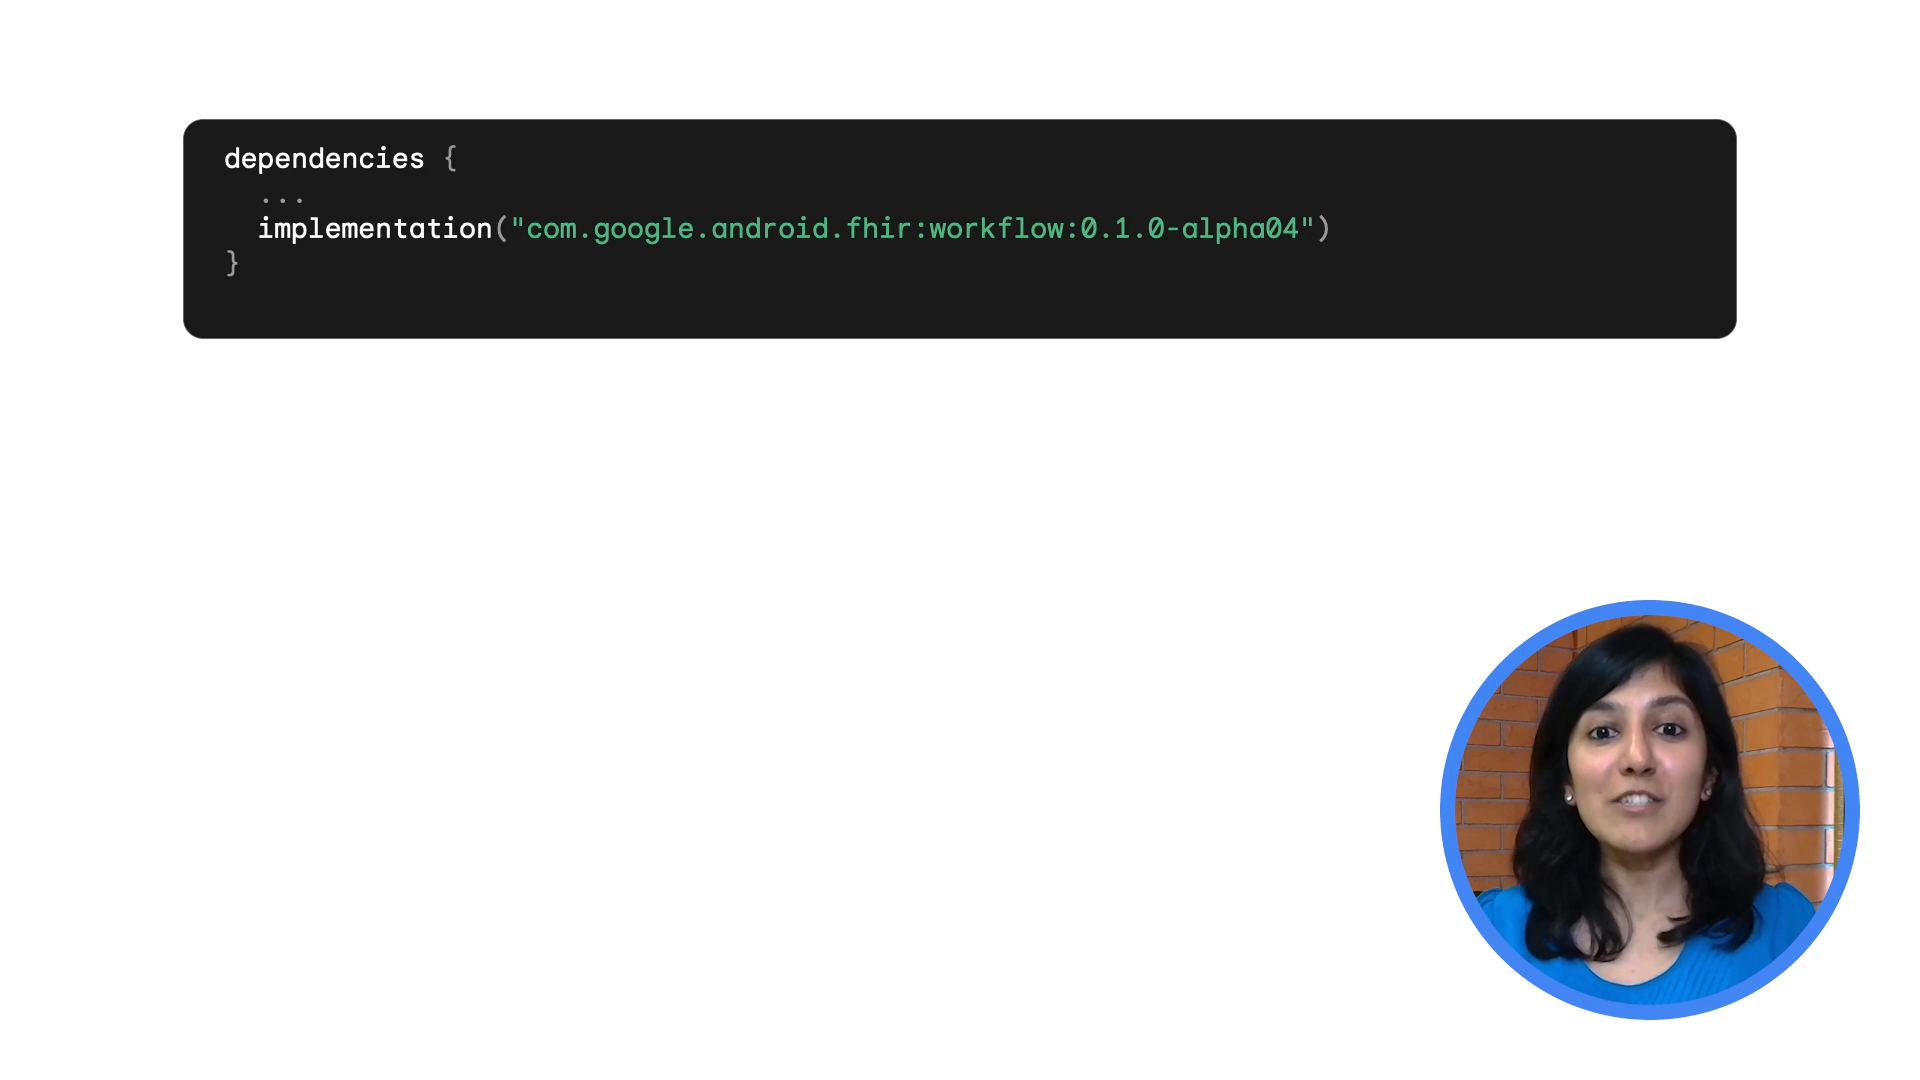 dependencies {
...
implementation("com.google.android.fhir:workflow:0.1.0-alpha04")
}